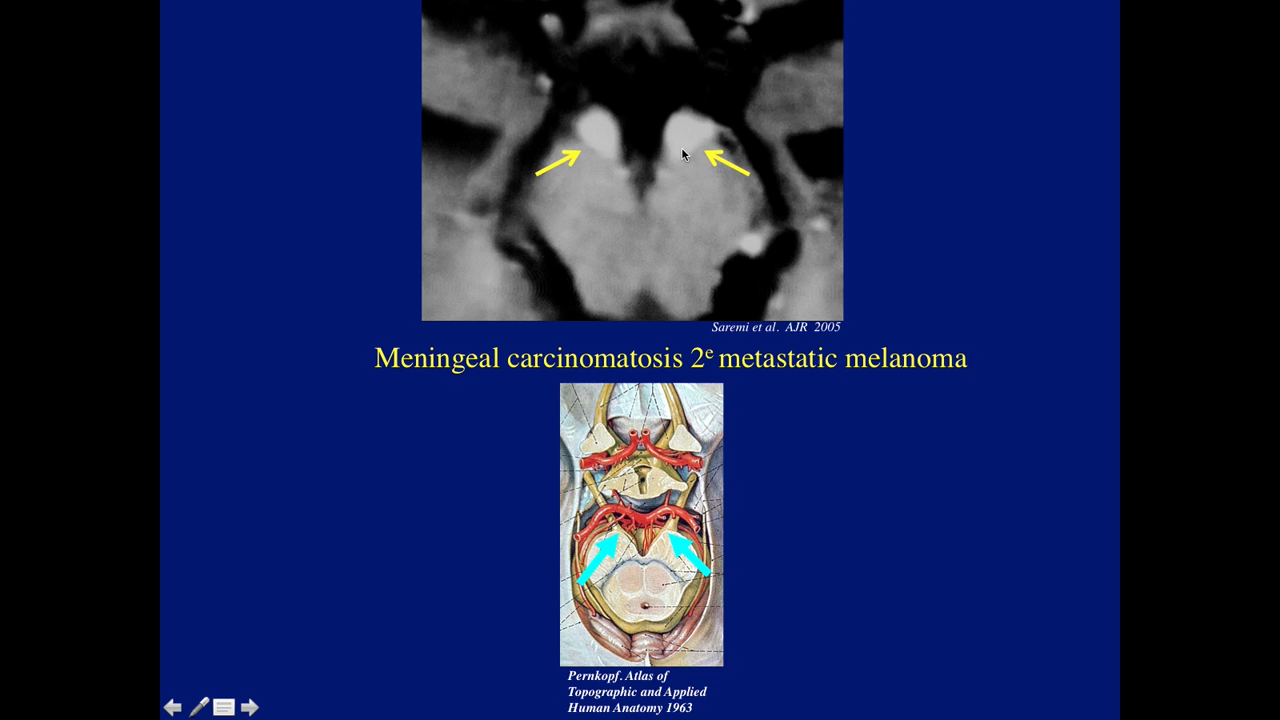 Saremi et al. AJR 2005
Meningeal carcinomatosis 2e metastatic melanoma
Pernkopf. Atlas of
Topographic and Applied
Human Anatomy 1963